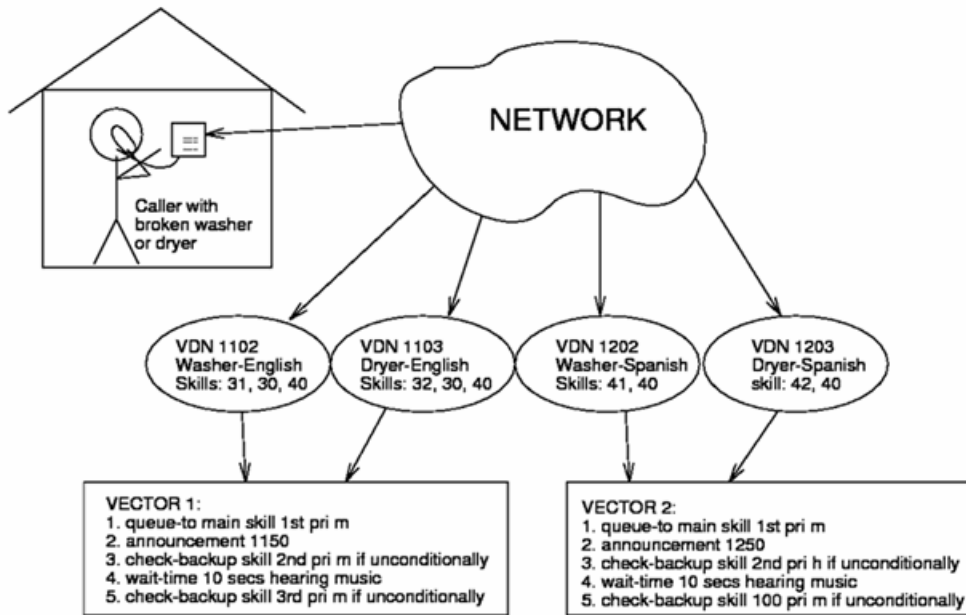 NETWORK
Caller with
broken washer
or dryer
VDN 1102
Washer-English
Skills: 31, 30, 40
VDN 1103
Dryer-English
Skills: 32, 30, 40
VDN 1202
Washer-Spanish
Skills: 41, 40
VDN 1203
Dryer-Spanish
skill: 42, 40
VECTOR 1:
1. queue-to main skill 1st pri m
2. announcement 1150
3. check-backup skill 2nd pri m if unconditionally
4. wait-time 10 secs hearing music
5. check-backup skill 3rd pri m if unconditionally
VECTOR 2:
1. queue-to main skill 1st pri m
2. announcement 1250
3. check-backup skill 2nd pri h if unconditionally
4. wait-time 10 secs hearing music
5. check-backup skill 100 pri m if unconditionally